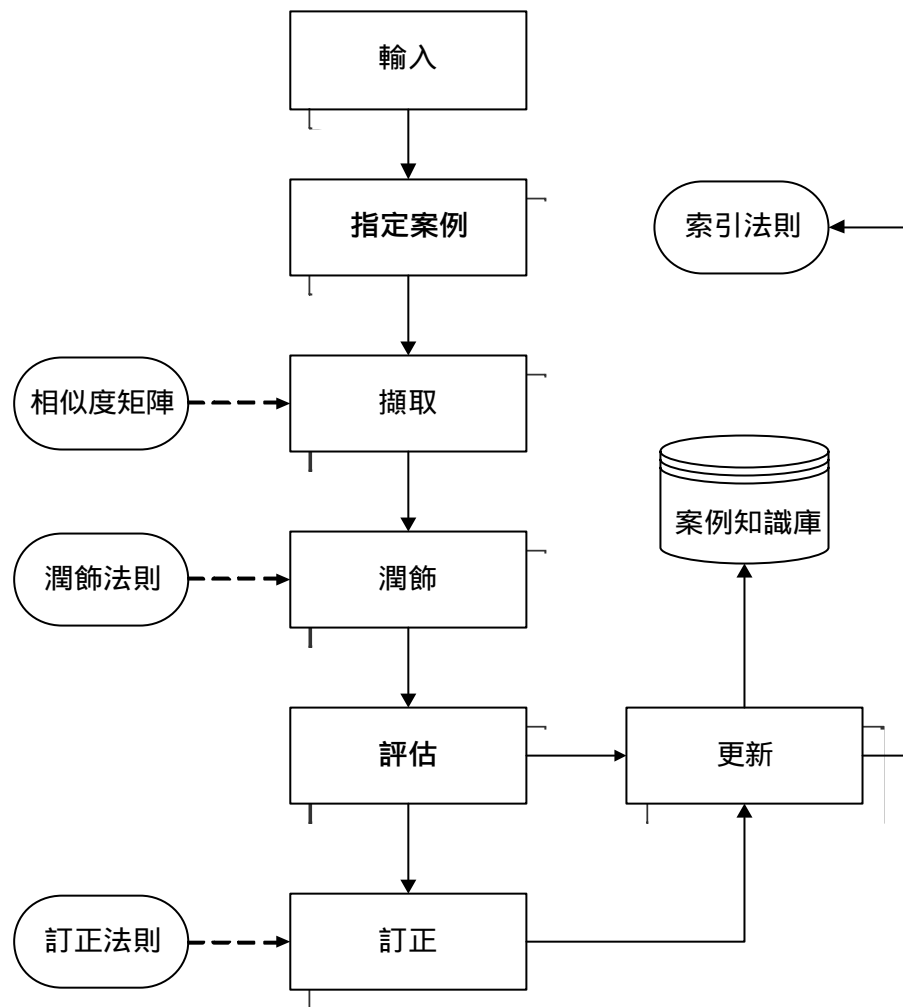 輸入
指定案例
索引法則
相似度矩陣
擷取
案例知識庫
潤飾法則
潤飾
評估
更新
訂正法則
訂正